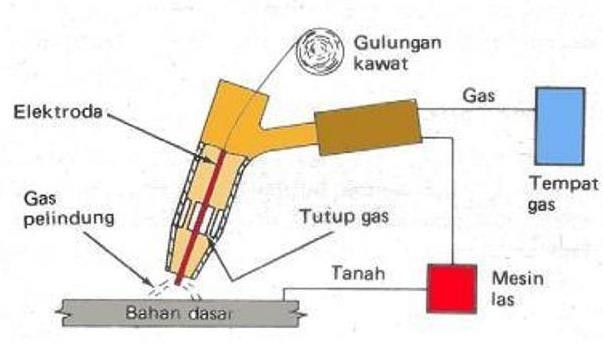 Gulungan
kawat
Gas
Elektroda
Tempat
gas
Gas
pelindung
Tutup gas
Tanah
Mesin
las
Bahan dasar